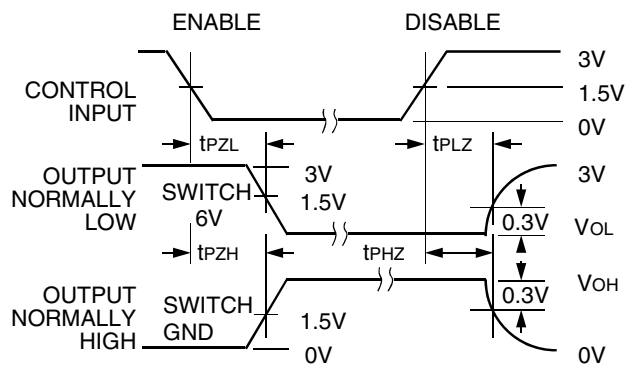 ENABLE DISABLE
3V
CONTROL INPUT 1.5V
0V
tPZL tPLZ
OUTPUT NORMALLY LOW
SWITCH 6V
3V
1.5V
3V
0.3V VOL
tPZH tPHZ
VOH
0.3V
OUTPUT NORMALLY HIGH
SWITCH GND
1.5V
0V
0V